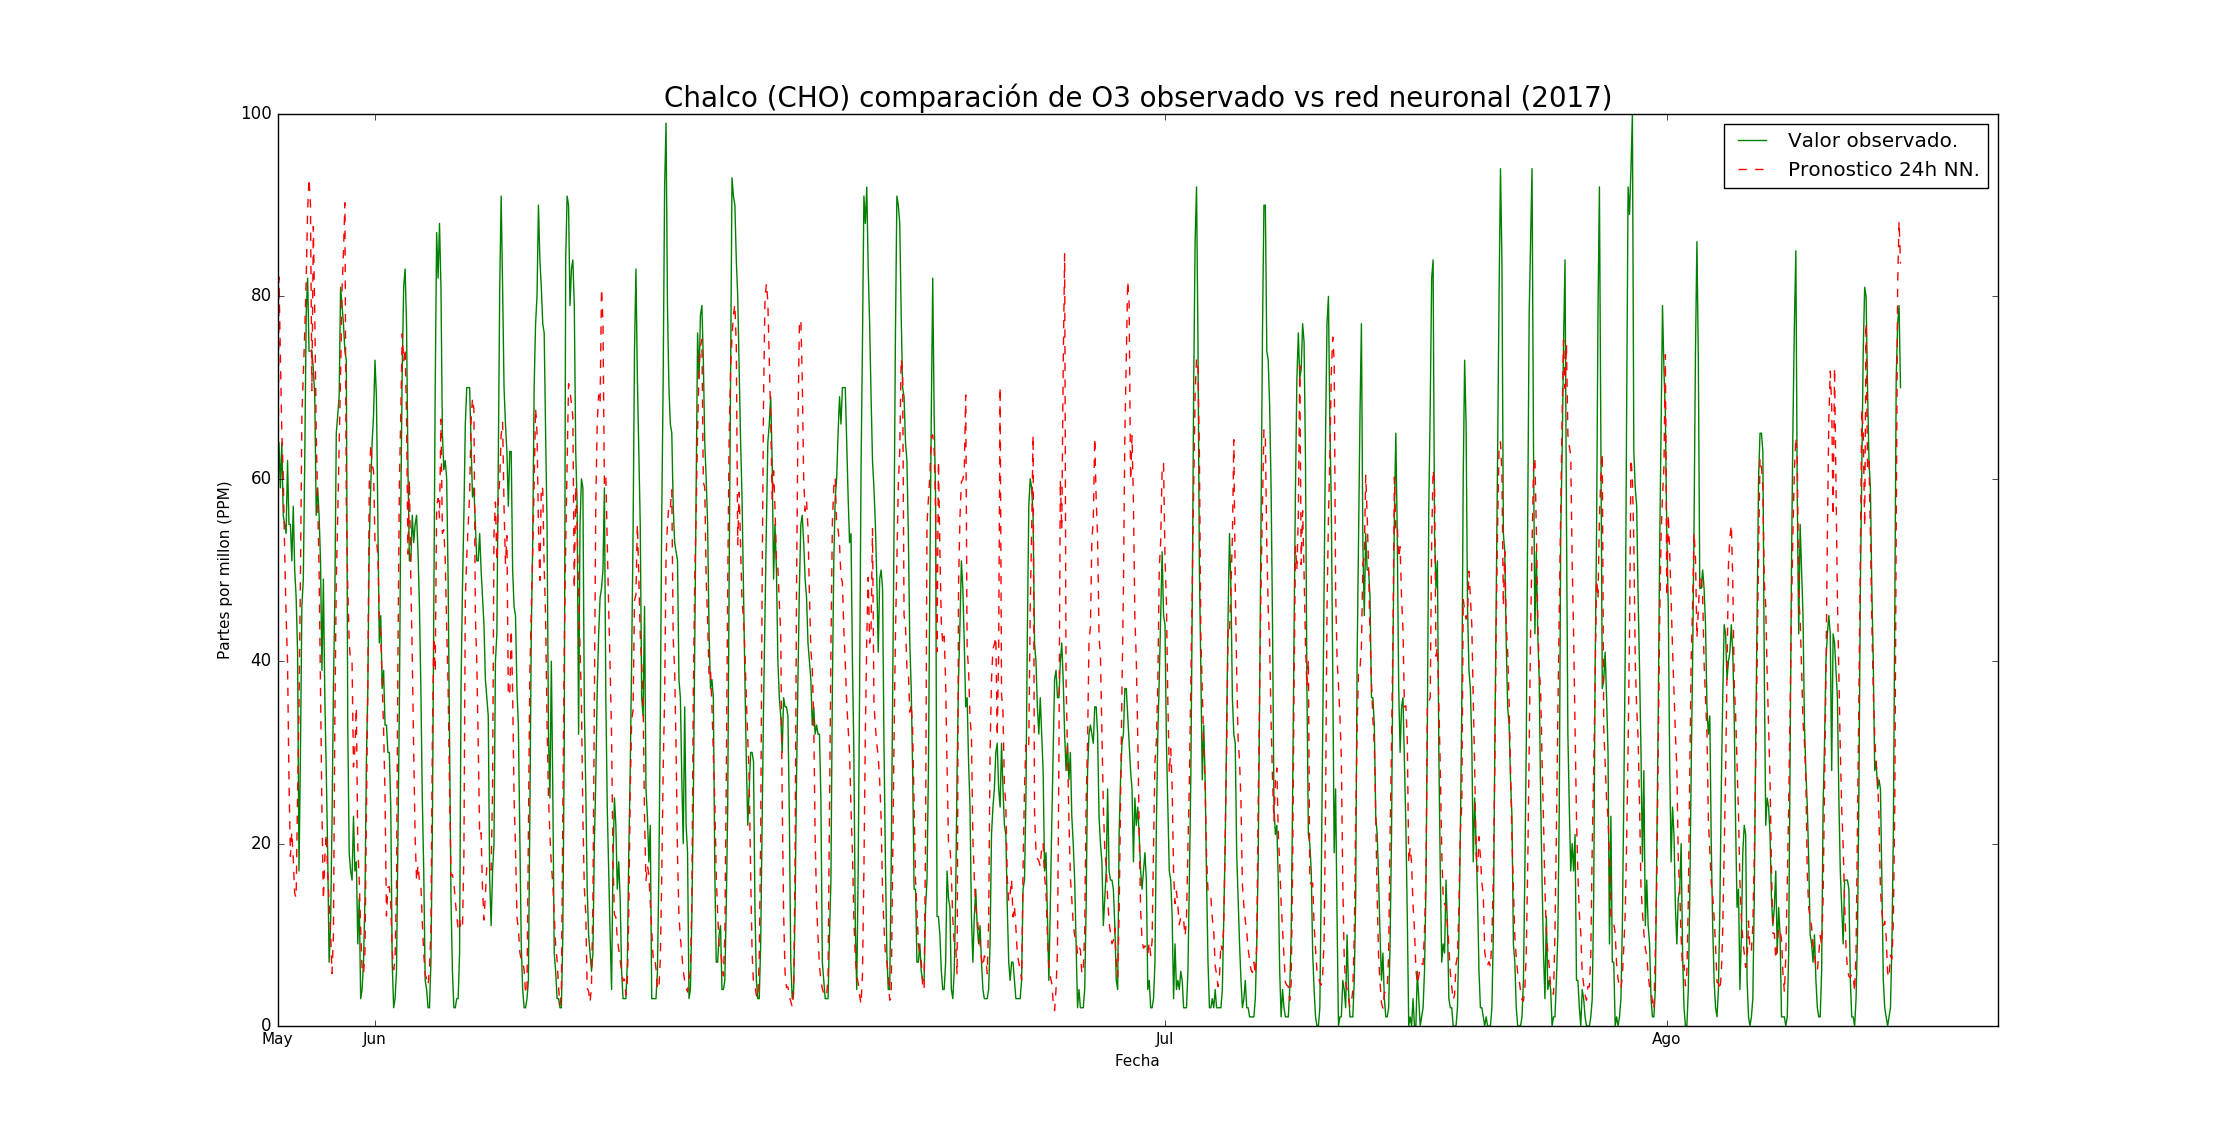 Chalco (CHO) comparación de O3 observado vs red neuronal (2017)
100
Valor observado.
Pronostico 24h NN.
80
60
Partes por millon (PPM)
40
20
0
May Jun Jul Ago
Fecha